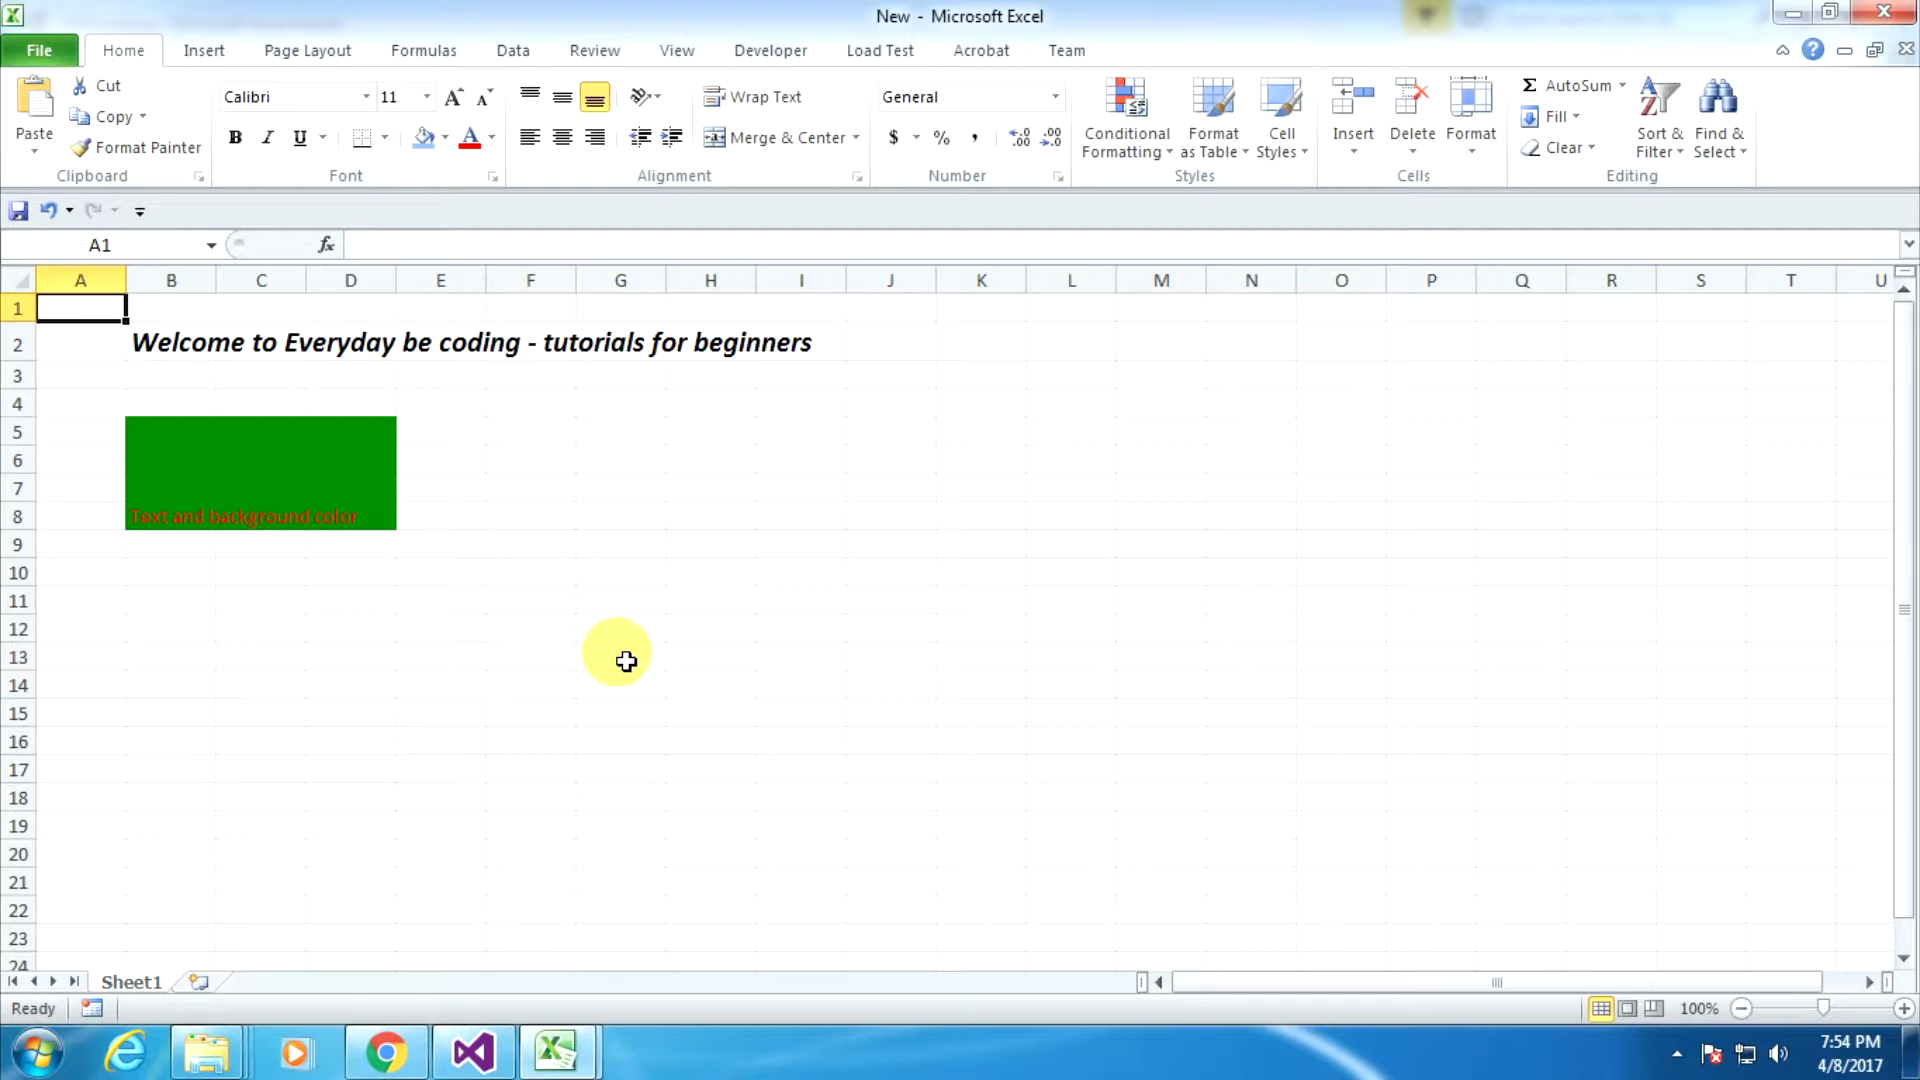 New - Microsoft Excel
File Home Insert Page Layout Formulas Data Review View Developer Load Test Acrobat Team
Paste
Cut
Copy
Format Painter
Clipboard
Calibri 11
B I U
Font
Wrap Text
Merge & Center
Alignment
General
$ % ,
Number
Conditional Formatting
Format as Table
Cell Styles
Styles
Insert Delete Format
Cells
Σ AutoSum
Fill
Clear
Sort & Filter
Find & Select
Editing
A1 fx
A B C D E F G H I J K L M N O P Q R S T U
1
2 Welcome to Everyday be coding - tutorials for beginners
3
4
5
6
7
8 Text and background color
9
10
11
12
13
14
15
16
17
18
19
20
21
22
23
24
Sheet1
Ready 100%
7:54 PM
4/8/2017